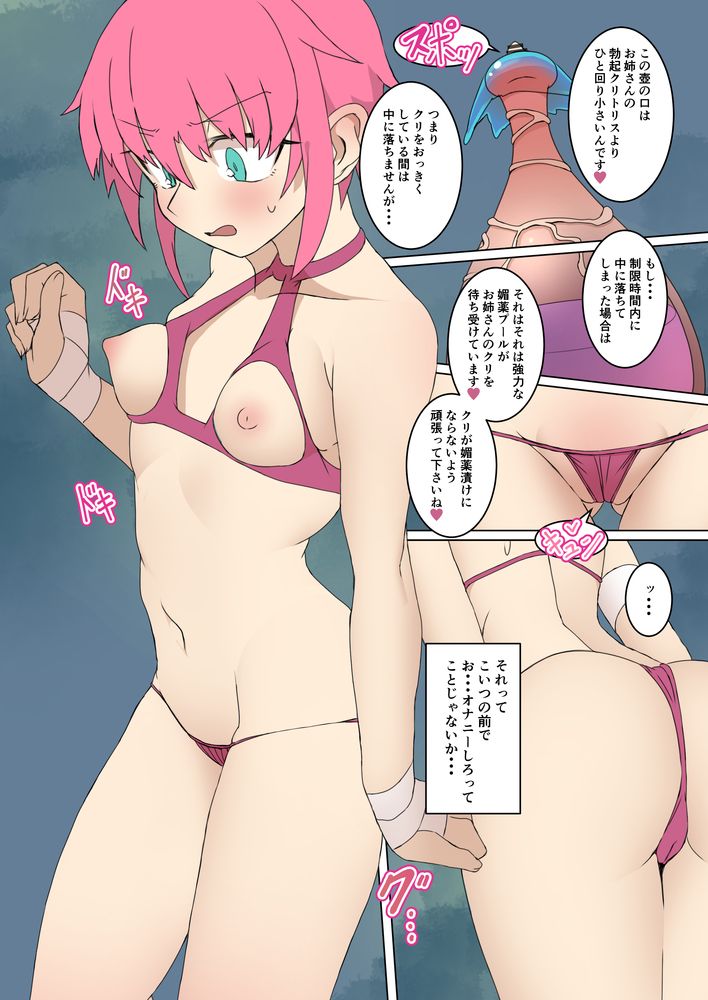 この壺の口は
お姉さんの
勃起クリトリスより
ひと回り小さいんです♥
スポッ
つまり
クリをおっきく
している間は
中に落ちませんが
・・・
もし・・・
制限時間内に
中に落ちて
しまった場合は
それはそれは強力な
媚薬プールが
お姉さんのクリを
待ち受けています♥
クリが媚薬漬けに
ならないよう
頑張って下さいね♥
ドキ
ドキ
キュン♡
ッ
・・・
それって
こいつの前で
お・・・オナニーしろって
ことじゃないか・・・
グッ…